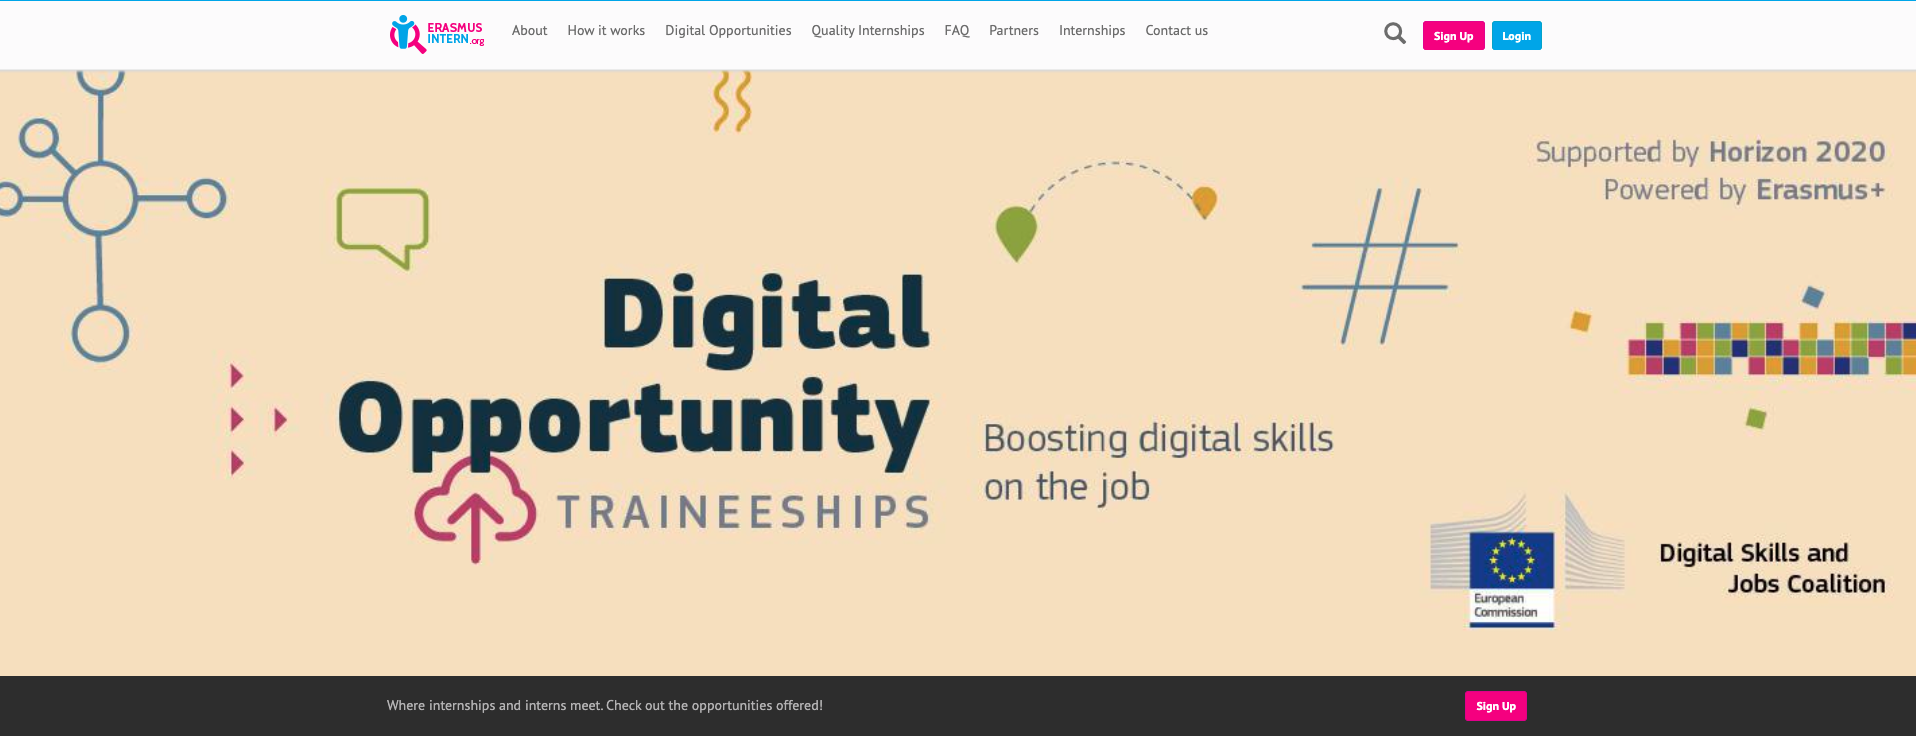 ERASMUS
INTERN.org
About How it works Digital Opportunities Quality Internships FAQ Partners Internships Contact us
Sign Up Login
Supported by Horizon 2020
Powered by Erasmus+
Digital
Opportunity
TRAINEESHIPS
Boosting digital skills
on the job
European
Commission
Digital Skills and
Jobs Coalition
Where internships and interns meet. Check out the opportunities offered!
Sign Up